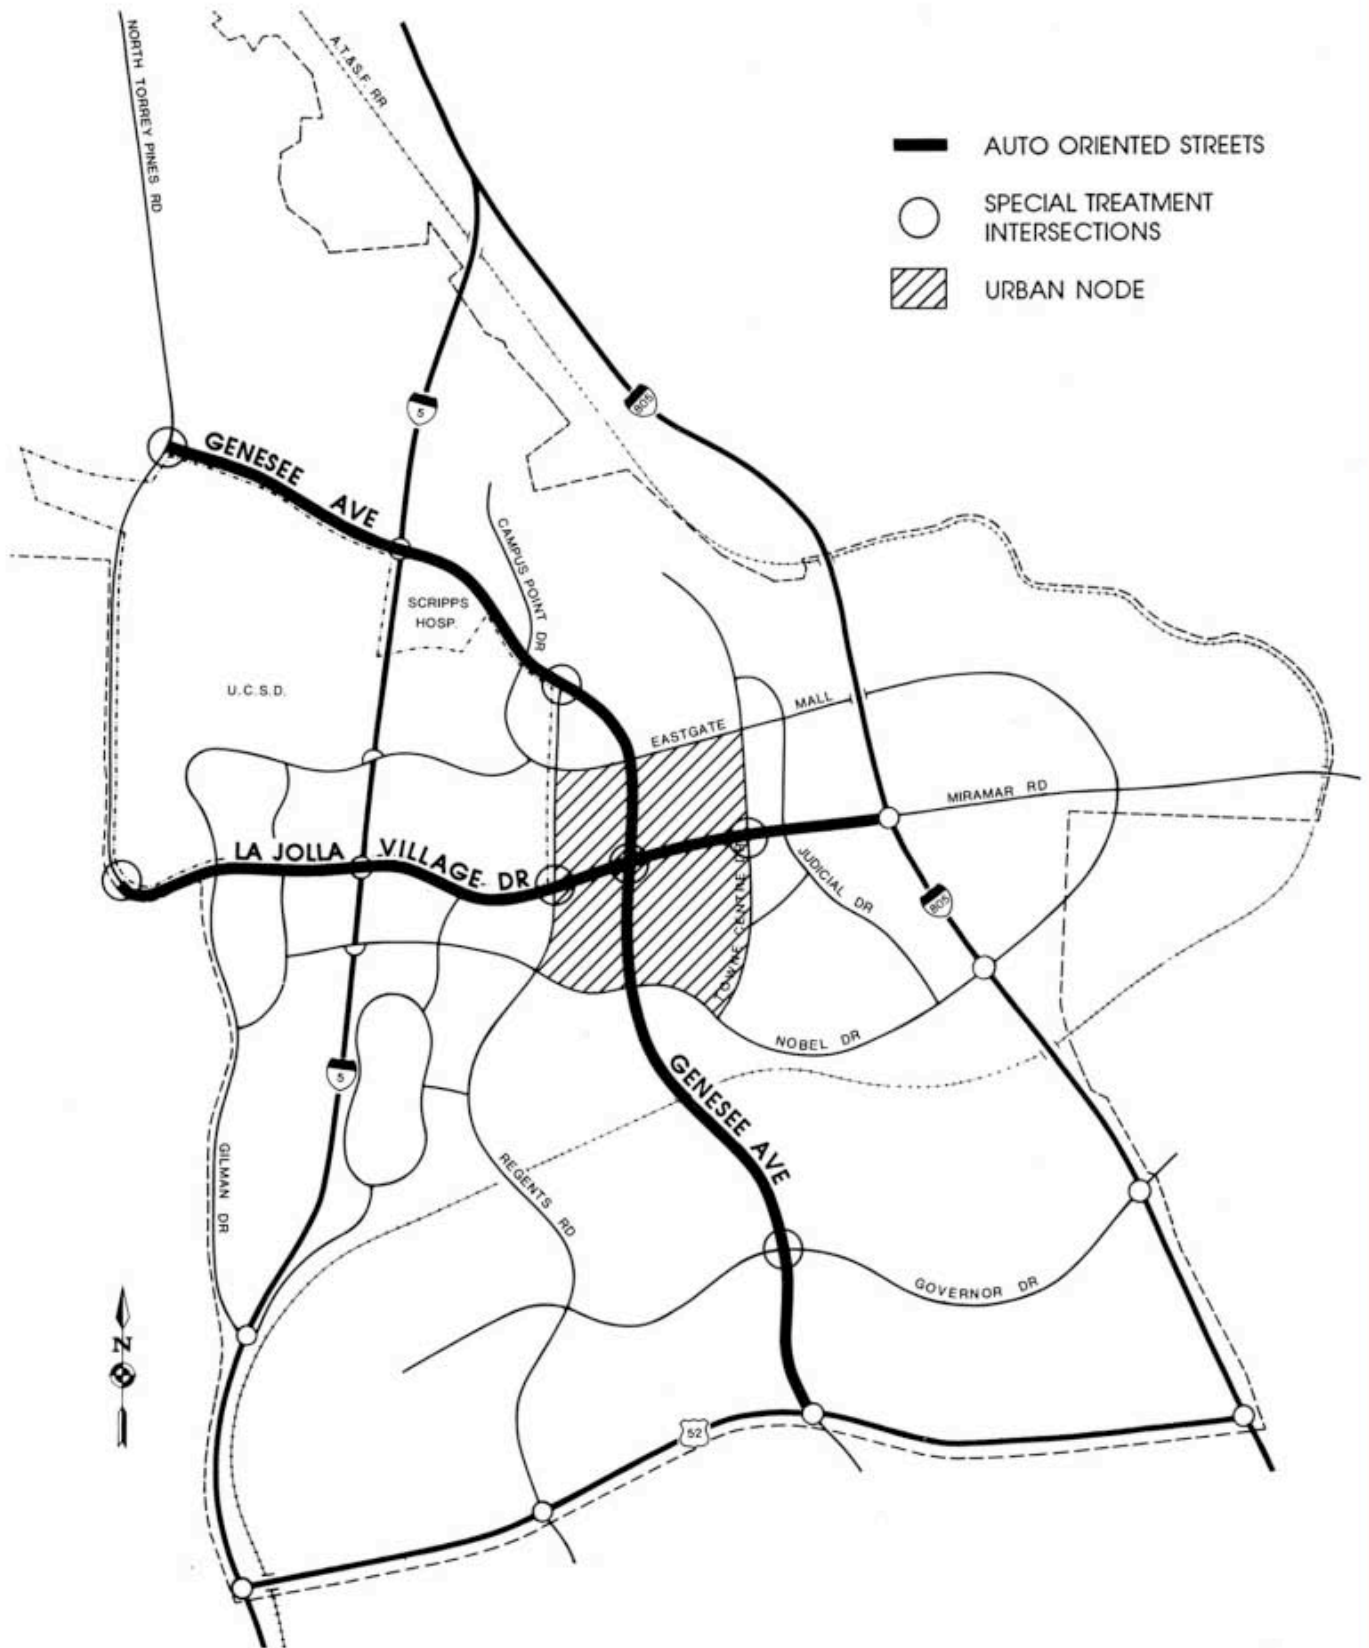 NORTH TORREY PINES RD
A.T.&S.F. RR
AUTO ORIENTED STREETS
SPECIAL TREATMENT
INTERSECTIONS
URBAN NODE
5
805
GENESEE AVE
CAMPUS POINT DR
SCRIPPS
HOSP.
U.C.S.D.
EASTGATE MALL
MIRAMAR RD
LA JOLLA VILLAGE DR
JUDICIAL DR
TOWNE CENTRE DR
805
NOBEL DR
5
GENESEE AVE
GILMAN DR
REGENTS RD
GOVERNOR DR
N
52